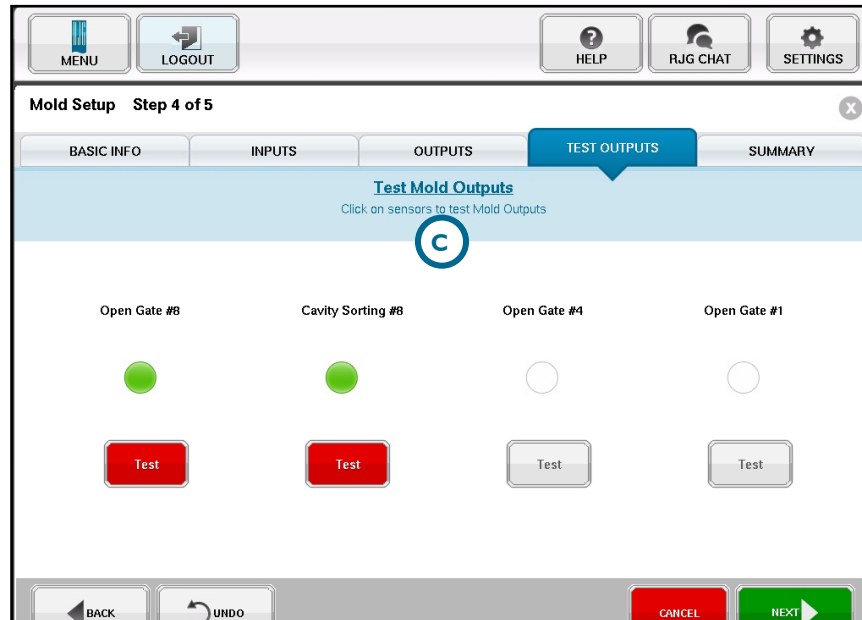 MENU
LOGOUT
HELP
RJG CHAT
SETTINGS
Mold Setup Step 4 of 5
X
BASIC INFO
INPUTS
OUTPUTS
TEST OUTPUTS
SUMMARY
Test Mold Outputs
Click on sensors to test Mold Outputs
C
Open Gate #8
Cavity Sorting #8
Open Gate #4
Open Gate #1
Test
Test
Test
Test
BACK
UNDO
CANCEL
NEXT